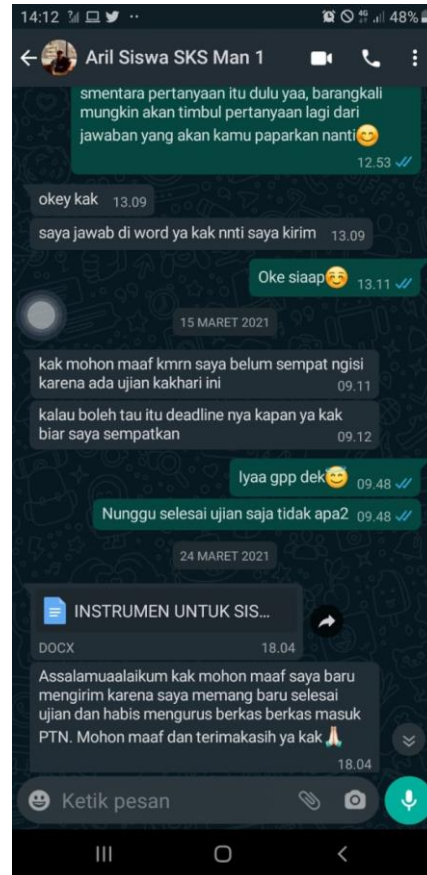 14:12
48%
Aril Siswa SKS Man 1
smentara pertanyaan itu dulu yaa, barangkali
mungkin akan timbul pertanyaan lagi dari
jawaban yang akan kamu paparkan nanti😊
12.53
okey kak 13.09
saya jawab di word ya kak nnti saya kirim 13.09
Oke siaap☺️ 13.11
15 MARET 2021
kak mohon maaf kmrn saya belum sempat ngisi
karena ada ujian kakhari ini 09.11
kalau boleh tau itu deadline nya kapan ya kak
biar saya sempatkan 09.12
Iyaa gpp dek😇 09.48
Nunggu selesai ujian saja tidak apa2 09.48
24 MARET 2021
INSTRUMEN UNTUK SIS...
DOCX 18.04
Assalamuaalaikum kak mohon maaf saya baru
mengirim karena saya memang baru selesai
ujian dan habis mengurus berkas berkas masuk
PTN. Mohon maaf dan terimakasih ya kak🙏🏻
18.04
Ketik pesan